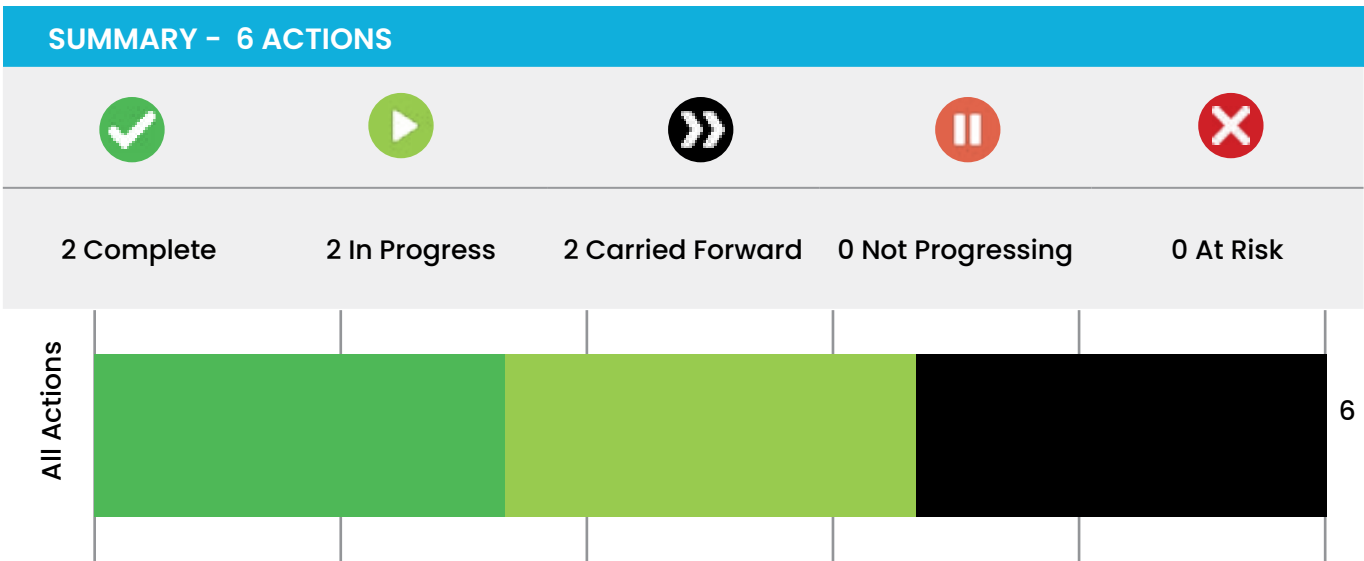 SUMMARY - 6 ACTIONS
2 Complete
2 In Progress
2 Carried Forward
0 Not Progressing
0 At Risk
All Actions
6